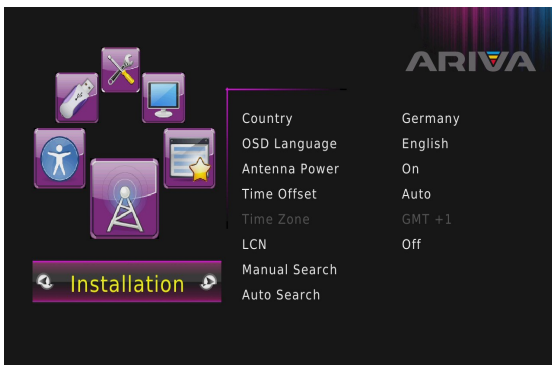 ARIVA
Country Germany
OSD Language English
Antenna Power On
Time Offset Auto
Time Zone GMT +1
LCN Off
Manual Search
Auto Search
Installation